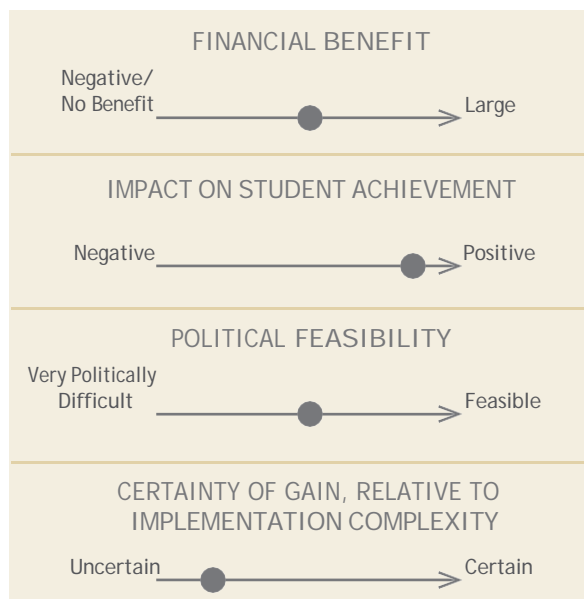 FINANCIAL BENEFIT
Negative/
No Benefit
Large
IMPACT ON STUDENT ACHIEVEMENT
Negative
Positive
POLITICAL FEASIBILITY
Very Politically
Difficult
Feasible
CERTAINTY OF GAIN, RELATIVE TO
IMPLEMENTATION COMPLEXITY
Uncertain
Certain